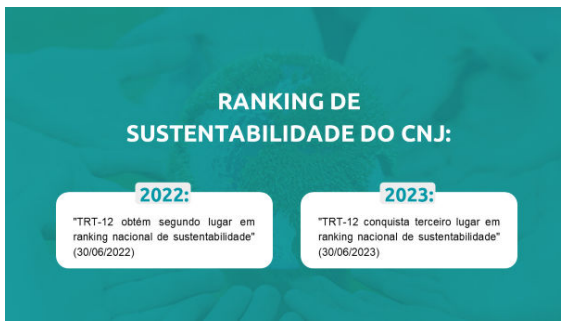 RANKING DE
SUSTENTABILIDADE DO CNJ:
2022:
"TRT-12 obtém segundo lugar em
ranking nacional de sustentabilidade"
(30/06/2022)
2023:
"TRT-12 conquista terceiro lugar em
ranking nacional de sustentabilidade"
(30/06/2023)